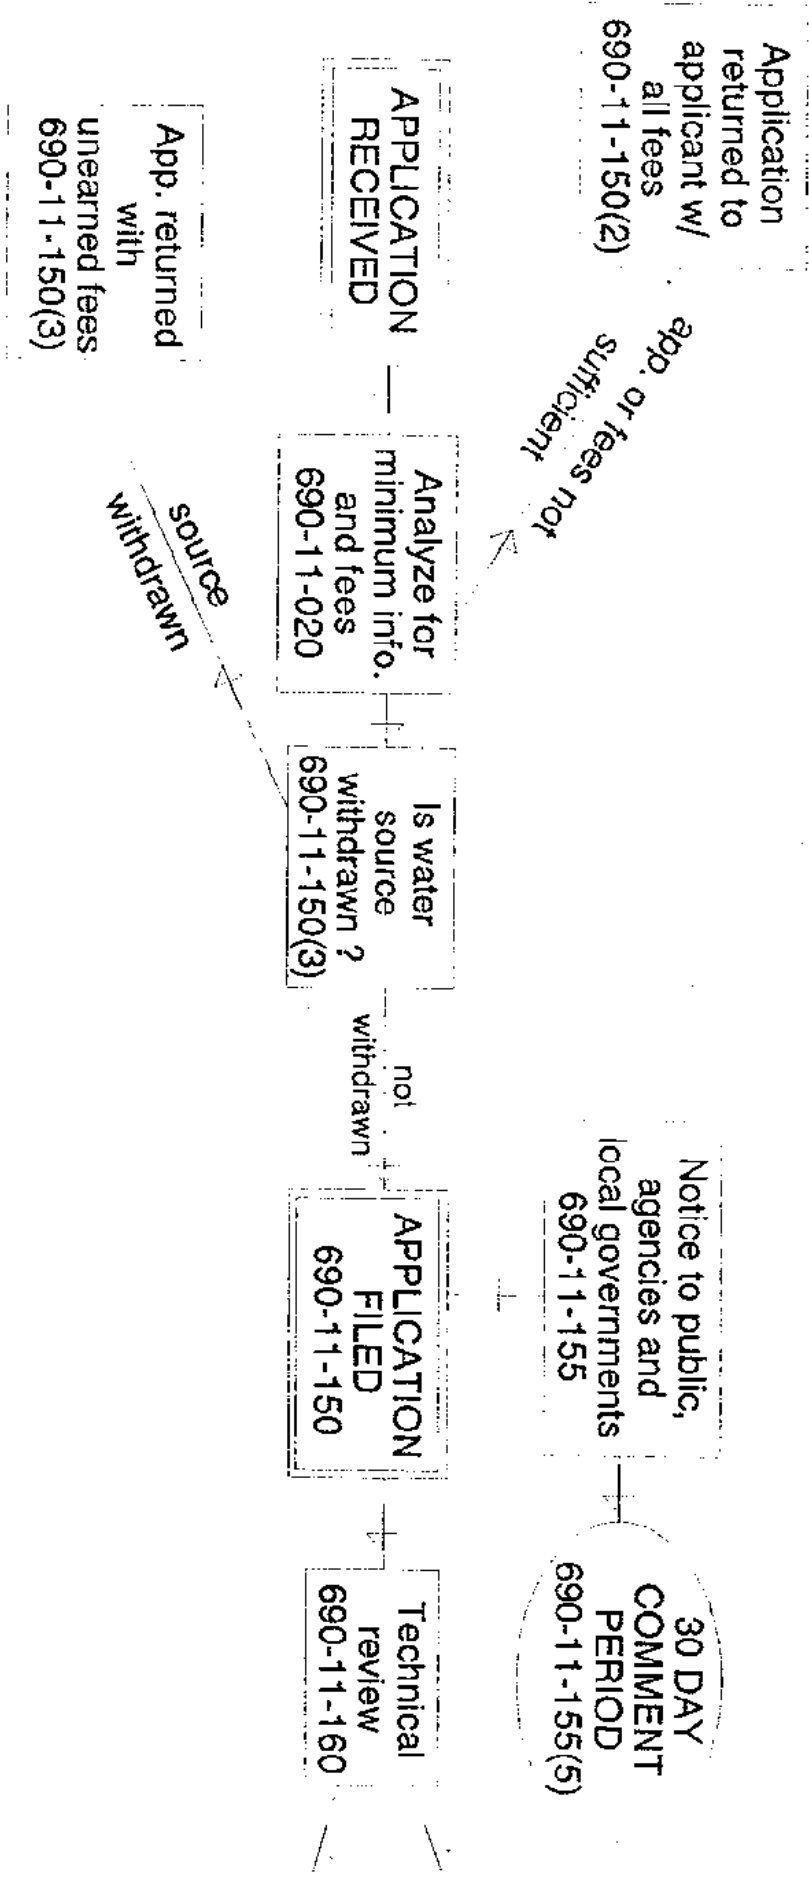 Application
returned to
applicant w/
all fees
690-11-150(2)
app. or fees not
sufficient
APPLICATION
RECEIVED
Analyze for
minimum info.
and fees
690-11-020
App. returned
with
unearned fees
690-11-150(3)
source
withdrawn
Is water
source
withdrawn ?
690-11-150(3)
not
withdrawn
Notice to public,
agencies and
local governments
690-11-155
APPLICATION
FILED
690-11-150
30 DAY
COMMENT
PERIOD
690-11-155(5)
Technical
review
690-11-160